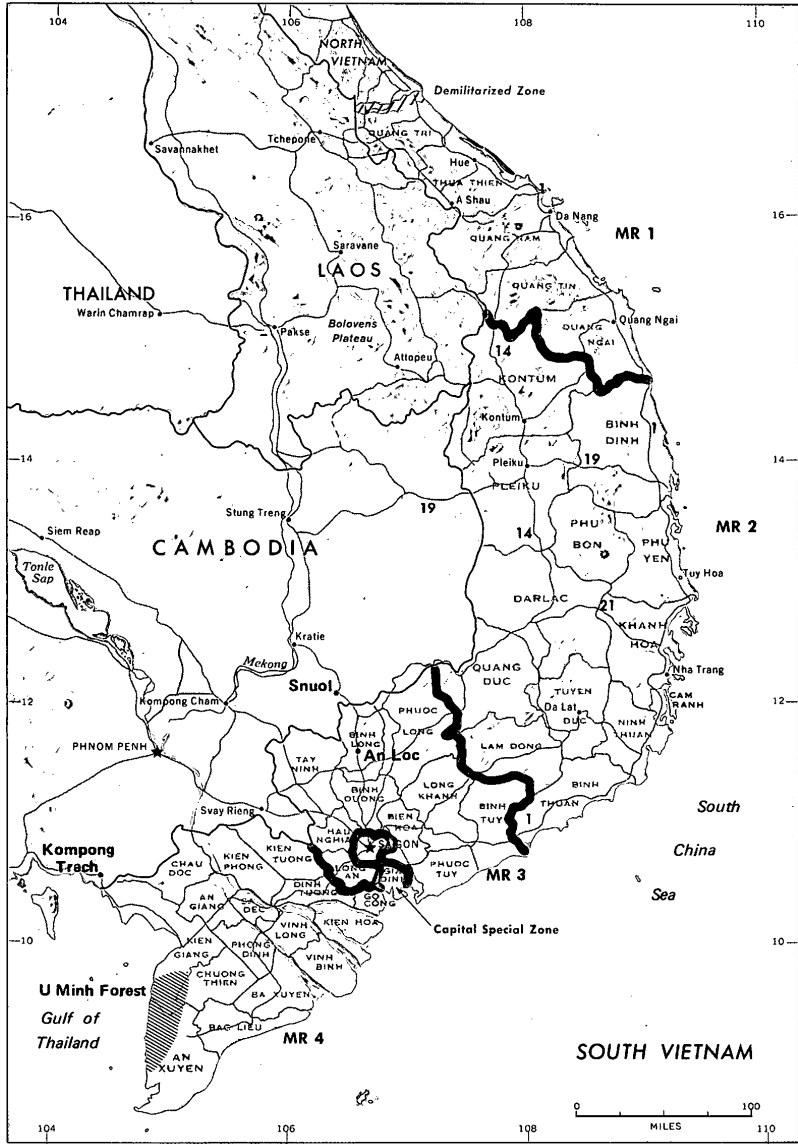 104
106
108
110
NORTH
VIETNAM
Demilitarized Zone
QUANG TRI
Tchepone
Savannakhet
Hue
THUA THIEN
A Shau
16
16
Da Nang
MR 1
QUANG NAM
Saravane
LAOS
QUANG TIN
THAILAND
Warin Chamrap
Pakse
Bolovens
Plateau
Quang Ngai
QUANG
NGAI
14
Attopeu
KONTUM
Kontum
BINH
DINH
1
14
14
Pleiku
19
PLEIKU
19
Stung Treng
MR 2
Siem Reap
CAMBODIA
14
PHU
BON
PHU
YEN
Tonle
Sap
Tuy Hoa
DARLAC
21
KHANH
HOA
Kratie
Mekong
QUANG
DUC
Nha Trang
Snuol
12
12
Kompong Cham
PHUOC
LONG
TUYEN
DUC
Da Lat
CAM
RANH
NINH
THUAN
PHNOM PENH
BINH
LONG
An Loc
LAM DONG
TAY
NINH
BINH
DUONG
LONG
KHANH
BINH
THUAN
BINH
TUY
1
Svay Rieng
BIEN
HOA
HAU
NGHIA
SAIGON
South
China
Sea
Kompong
Trach
CHAU
DOC
KIEN
PHONG
KIEN
TUONG
LONG
AN
GIA
DINH
PHUOC
TUY
MR 3
DINH
TUONG
GO
CONG
AN
GIANG
SA
DEC
Capital Special Zone
KIEN HOA
VINH
LONG
10
10
KIEN
GIANG
PHONG
DINH
VINH
BINH
CHUONG
THIEN
U Minh Forest
BA XUYEN
Gulf of
Thailand
BAC LIEU
MR 4
AN
XUYEN
SOUTH VIETNAM
0
100
MILES
104
106
108
110